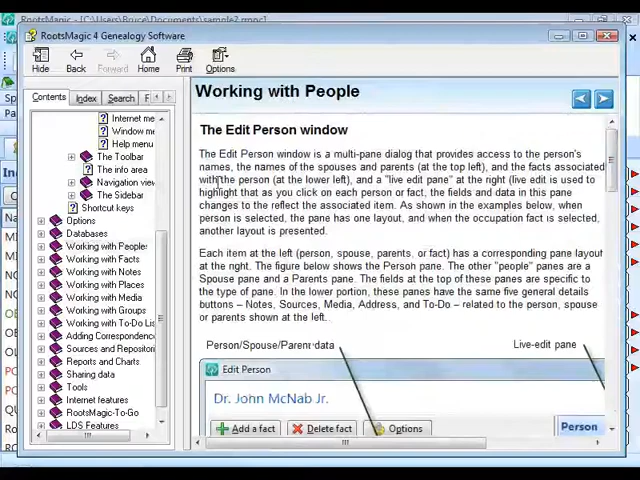 RootsMagic - [C:\Users\Bruce\Documents\sample2.rmgc]
RootsMagic 4 Genealogy Software
Hide
Back
Forward
Home
Print
Options
Contents
Index
Search
F
Internet me
Window me
Help menu
The Toolbar
The info area
Navigation view
The Sidebar
Shortcut keys
Options
Databases
Working with People
Working with Facts
Working with Notes
Working with Places
Working with Media
Working with Groups
Working with To-Do Lis
Adding Correspondenc
Sources and Repositori
Reports and Charts
Sharing data
Tools
Internet features
RootsMagic-To-Go
LDS Features
Working with People
The Edit Person window
The Edit Person window is a multi-pane dialog that provides access to the person's
names, the names of the spouses and parents (at the top left), and the facts associated
with the person (at the lower left), and a "live edit pane" at the right (live edit is used to
highlight that as you click on each person or fact, the fields and data in this pane
changes to the reflect the associated item. As shown in the examples below, when
person is selected, the pane has one layout, and when the occupation fact is selected,
another layout is presented.
Each item at the left (person, spouse, parents, or fact) has a corresponding pane layout
at the right. The figure below shows the Person pane. The other "people" panes are a
Spouse pane and a Parents pane. The fields at the top of these panes are specific to
the type of pane. In the lower portion, these panes have the same five general details
buttons – Notes, Sources, Media, Address, and To-Do – related to the person, spouse
or parents shown at the left.
Person/Spouse/Parent data
Live-edit pane
Edit Person
Dr. John McNab Jr.
Add a fact
Delete fact
Options
Person